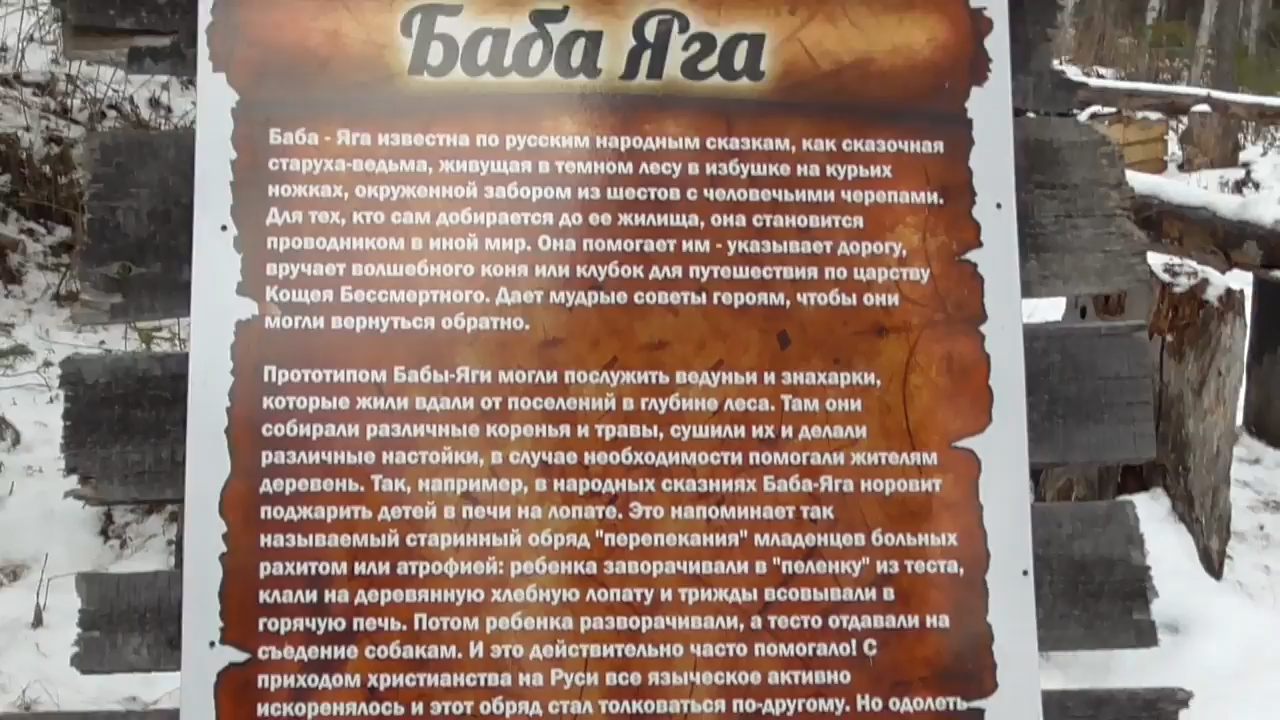 Баба Яга
Баба - Яга известна по русским народным сказкам, как сказочная
старуха-ведьма, живущая в темном лесу в избушке на курьих
ножках, окруженной забором из шестов с человечьими черепами.
Для тех, кто сам добирается до ее жилища, она становится
проводником в иной мир. Она помогает им - указывает дорогу,
вручает волшебного коня или клубок для путешествия по царству
Кощея Бессмертного. Дает мудрые советы героям, чтобы они
могли вернуться обратно.
Прототипом Бабы-Яги могли послужить ведуньи и знахарки,
которые жили вдали от поселений в глубине леса. Там они
собирали различные коренья и травы, сушили их и делали
различные настойки, в случае необходимости помогали жителям
деревень. Так, например, в народных сказниях Баба-Яга норовит
поджарить детей в печи на лопате. Это напоминает так
называемый старинный обряд "перепекания" младенцев больных
рахитом или атрофией: ребенка заворачивали в "пеленку" из теста,
клали на деревянную хлебную лопату и трижды всовывали в
горячую печь. Потом ребенка разворачивали, а тесто отдавали на
съедение собакам. И это действительно часто помогало! С
приходом христианства на Руси все языческое активно
искоренялось и этот обряд стал толковаться по-другому. Но одолеть